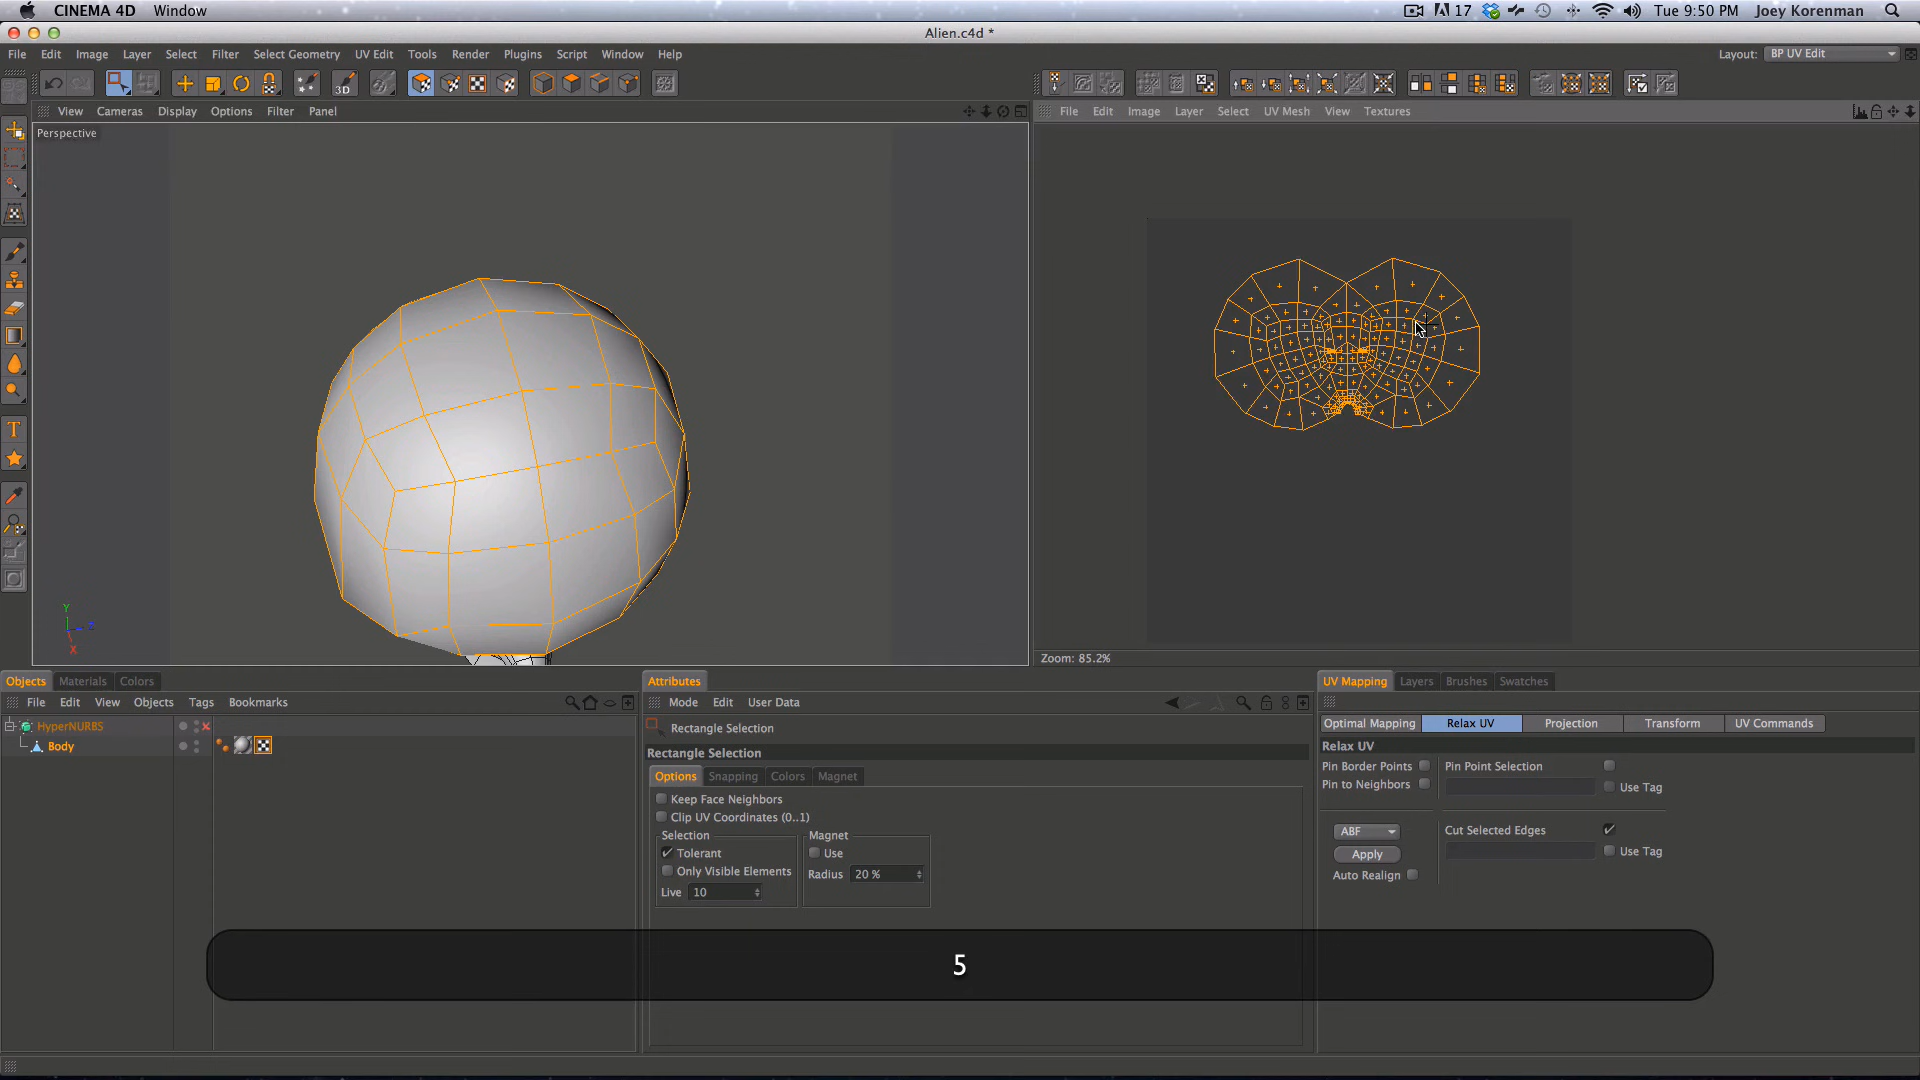 CINEMA 4D Window
17 Tue 9:50 PM Joey Korenman
Alien.c4d *
File Edit Image Layer Select Filter Select Geometry UV Edit Tools Render Plugins Script Window Help
Layout: BP UV Edit
3D
View Cameras Display Options Filter Panel
File Edit Image Layer Select UV Mesh View Textures
Perspective
T
Y
X
Zoom: 85.2%
Objects Materials Colors
File Edit View Objects Tags Bookmarks
HyperNURBS
Body
Attributes
Mode Edit User Data
Rectangle Selection
Rectangle Selection
Options Snapping Colors Magnet
Keep Face Neighbors
Clip UV Coordinates (0..1)
Selection Magnet
Tolerant Use
Only Visible Elements Radius 20 %
Live 10
UV Mapping Layers Brushes Swatches
Optimal Mapping Relax UV Projection Transform UV Commands
Relax UV
Pin Border Points Pin Point Selection
Pin to Neighbors Use Tag
ABF Cut Selected Edges
Apply Use Tag
Auto Realign
5